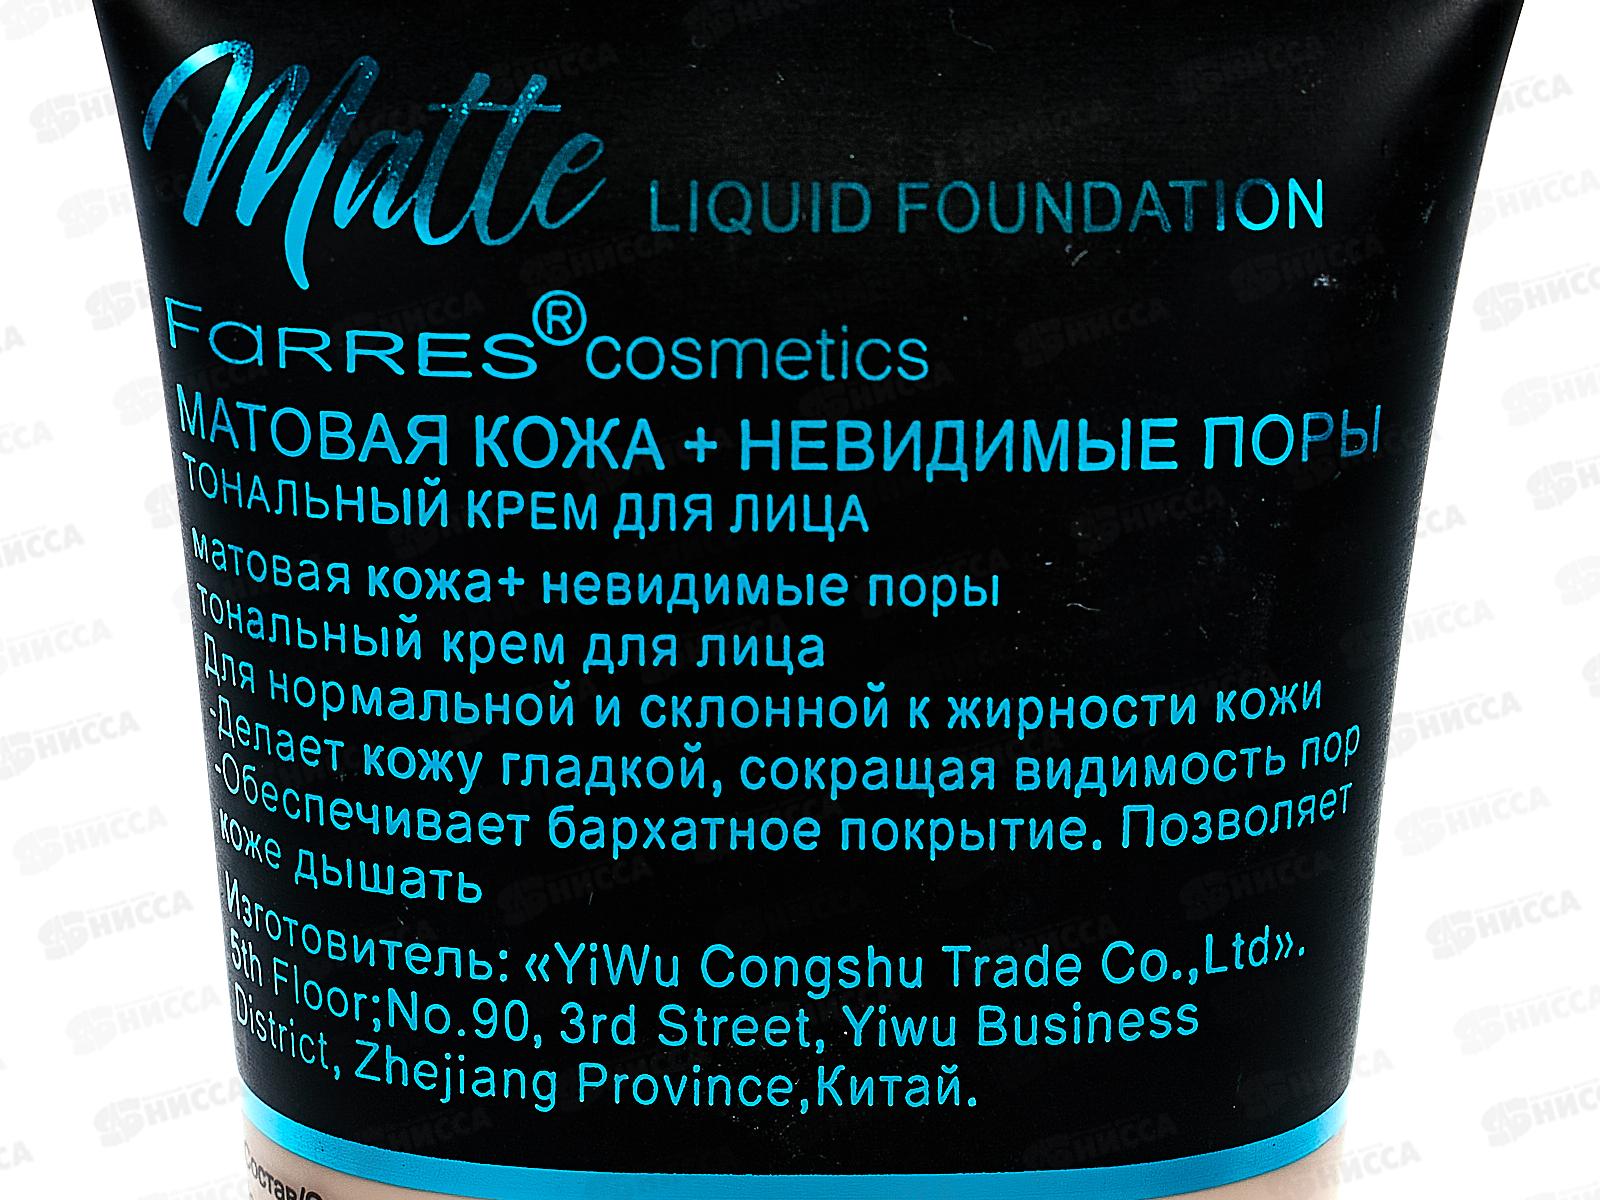 Matte LIQUID FOUNDATION
FARRES® cosmetics
МАТОВАЯ КОЖА + НЕВИДИМЫЕ ПОРЫ
ТОНАЛЬНЫЙ КРЕМ ДЛЯ ЛИЦА
матовая кожа+ невидимые поры
тональный крем для лица
Для нормальной и склонной к жирности кожи
-Делает кожу гладкой, сокращая видимость пор
-Обеспечивает бархатное покрытие. Позволяет
коже дышать
Изготовитель: «YiWu Congshu Trade Co.,Ltd».
5th Floor;No.90, 3rd Street, Yiwu Business
District, Zhejiang Province,Китай.
НИССА